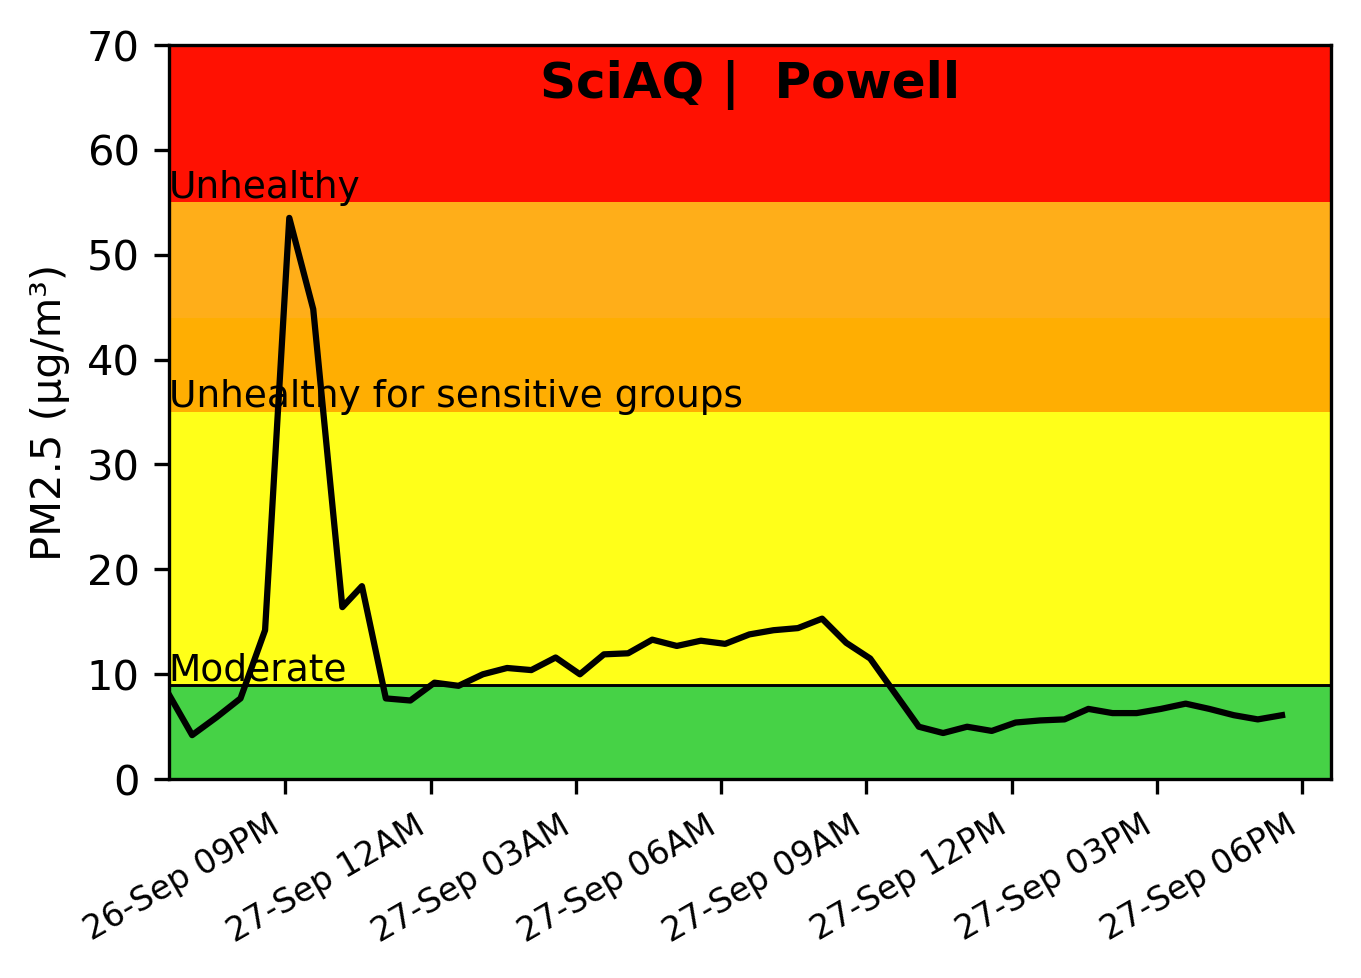 SciAQ |  Powell
PM2.5 (µg/m³)
70
60
50
40
30
20
10
0
Unhealthy
Unhealthy for sensitive groups
Moderate
26-Sep 09PM
27-Sep 12AM
27-Sep 03AM
27-Sep 06AM
27-Sep 09AM
27-Sep 12PM
27-Sep 03PM
27-Sep 06PM